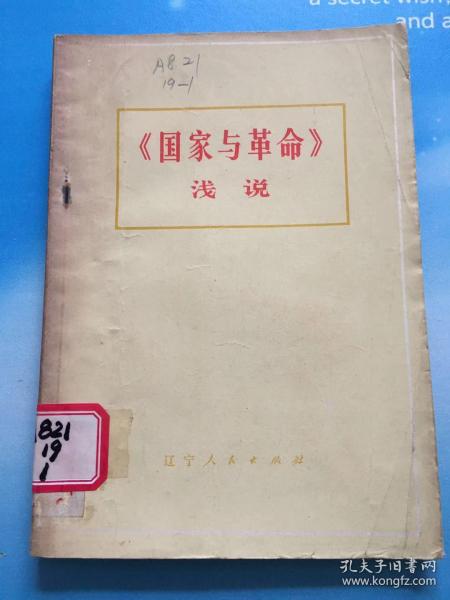 a secret wish,
and a
A8.21
19-1
《国家与革命》
浅说
821
19
1
辽宁人民出版社
孔夫子旧书网
www.kongfz.com